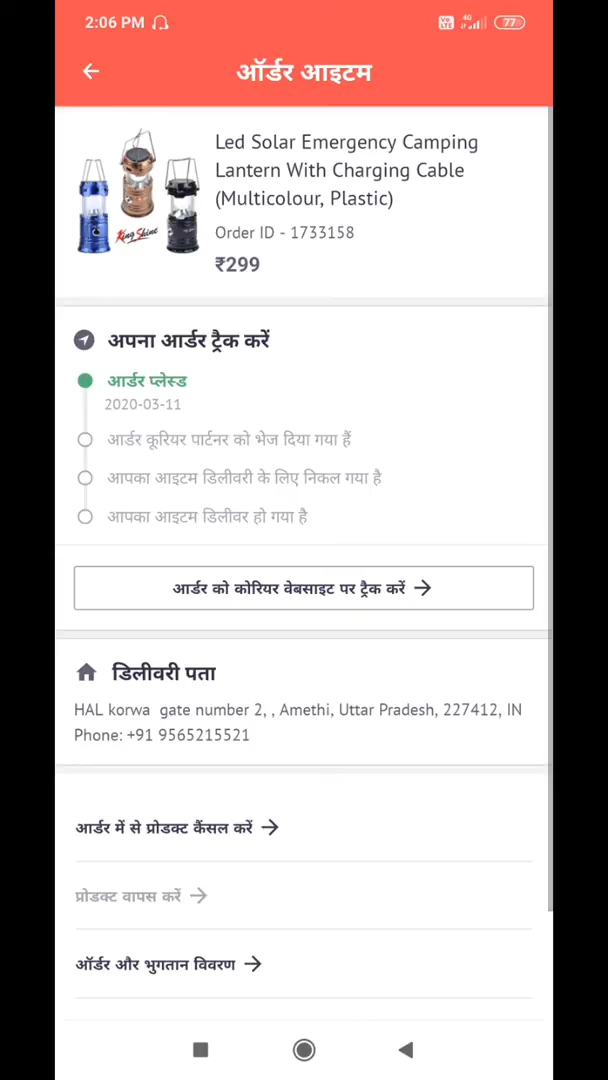 2:06 PM
4G
77
ऑर्डर आइटम
Led Solar Emergency Camping
Lantern With Charging Cable
(Multicolour, Plastic)
King Shine
Order ID - 1733158
₹299
अपना आर्डर ट्रैक करें
आर्डर प्लेस्ड
2020-03-11
आर्डर कूरियर पार्टनर को भेज दिया गया हैं
आपका आइटम डिलीवरी के लिए निकल गया है
आपका आइटम डिलीवर हो गया है
आर्डर को कोरियर वेबसाइट पर ट्रैक करें
डिलीवरी पता
HAL korwa gate number 2, , Amethi, Uttar Pradesh, 227412, IN
Phone: +91 9565215521
आर्डर में से प्रोडक्ट कैंसल करें
प्रोडक्ट वापस करें
ऑर्डर और भुगतान विवरण